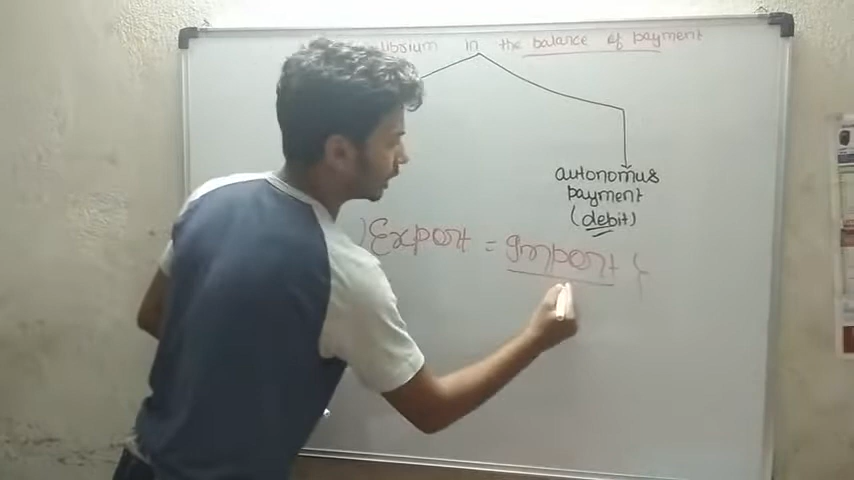 in the balance of payment
autonomus
payment
(debit)
Export = Import